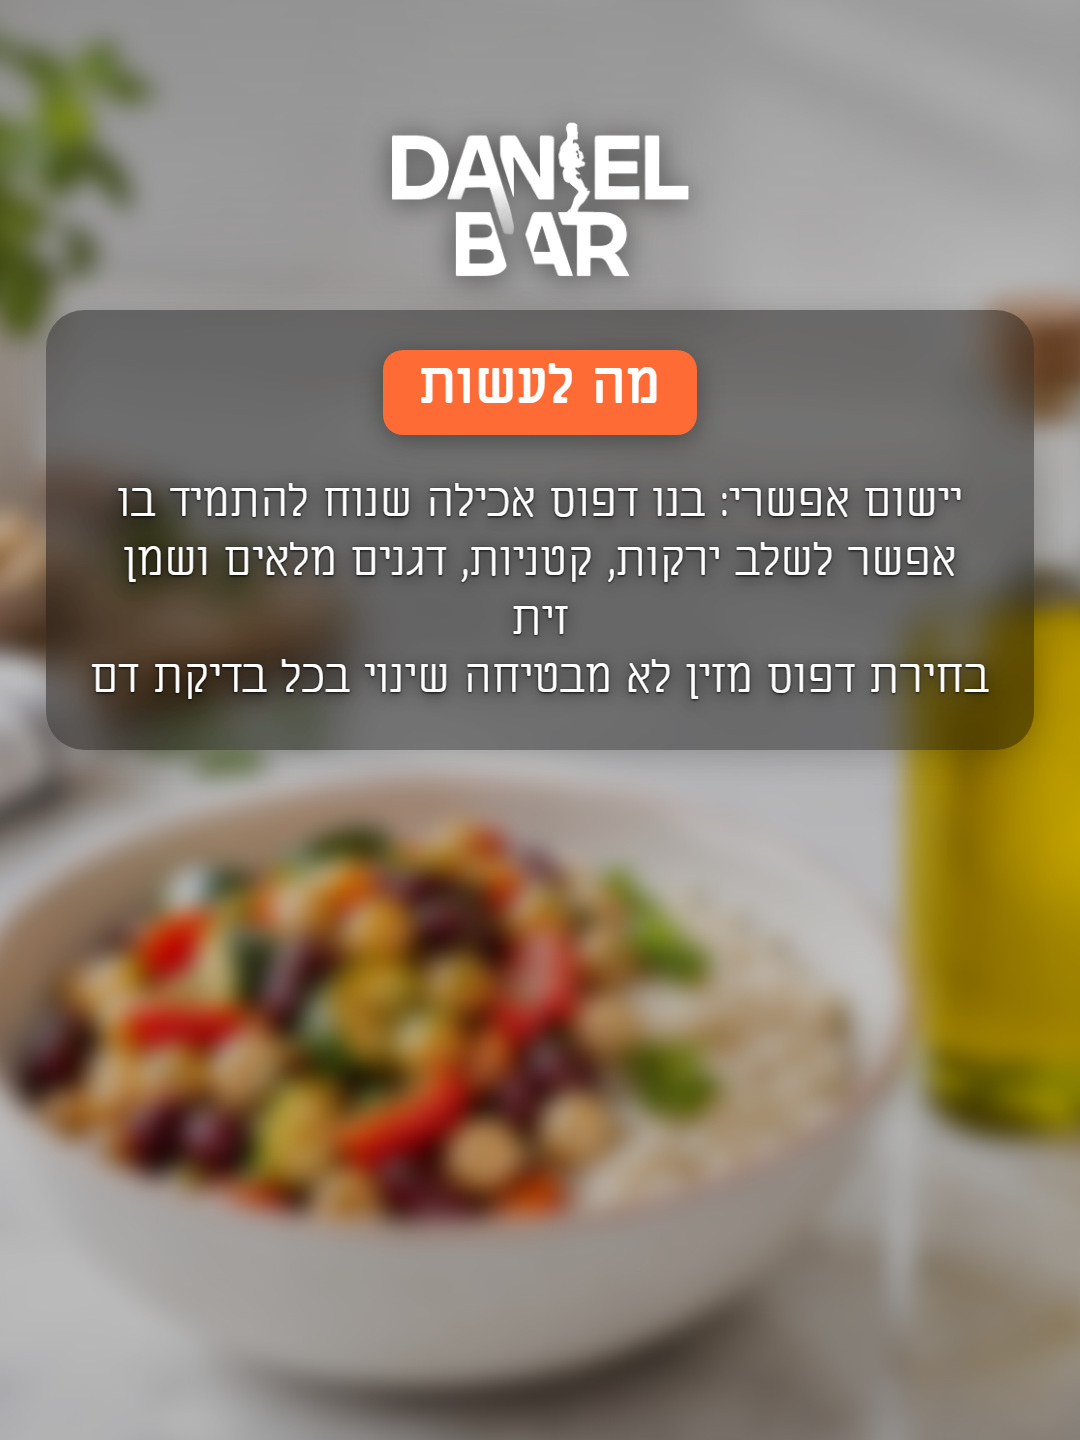 DANIEL
BAR
מה לעשות
יישום אפשרי: בנו דפוס אכילה שנוח להתמיד בו
אפשר לשלב ירקות, קטניות, דגנים מלאים ושמן
זית
בחירת דפוס מזין לא מבטיחה שינוי בכל בדיקת דם